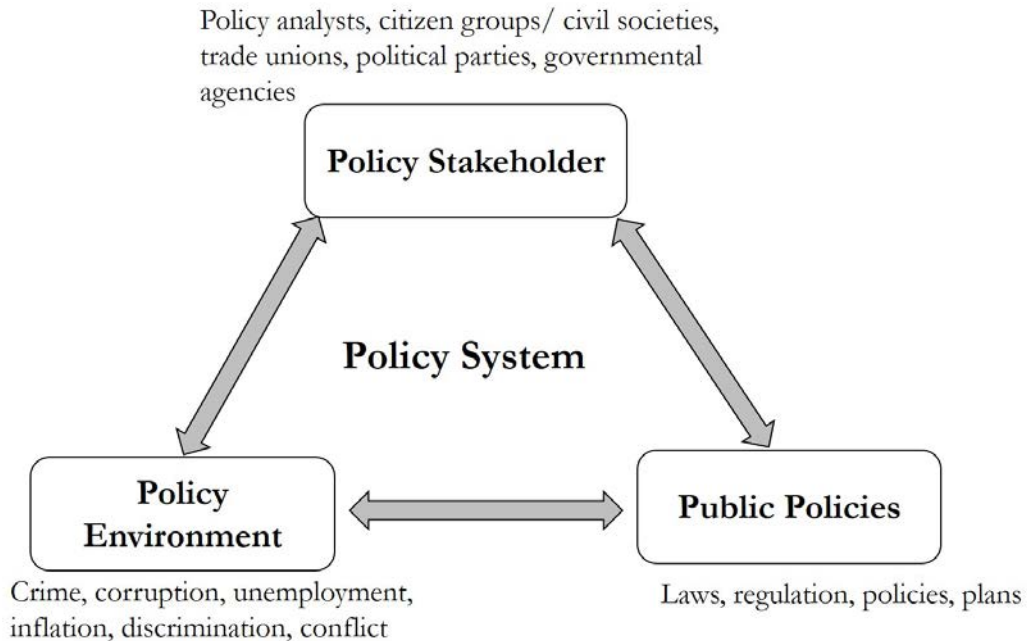 Policy analysts, citizen groups/ civil societies,
trade unions, political parties, governmental
agencies
Policy Stakeholder
Policy System
Policy
Environment
Public Policies
Crime, corruption, unemployment,
inflation, discrimination, conflict
Laws, regulation, policies, plans